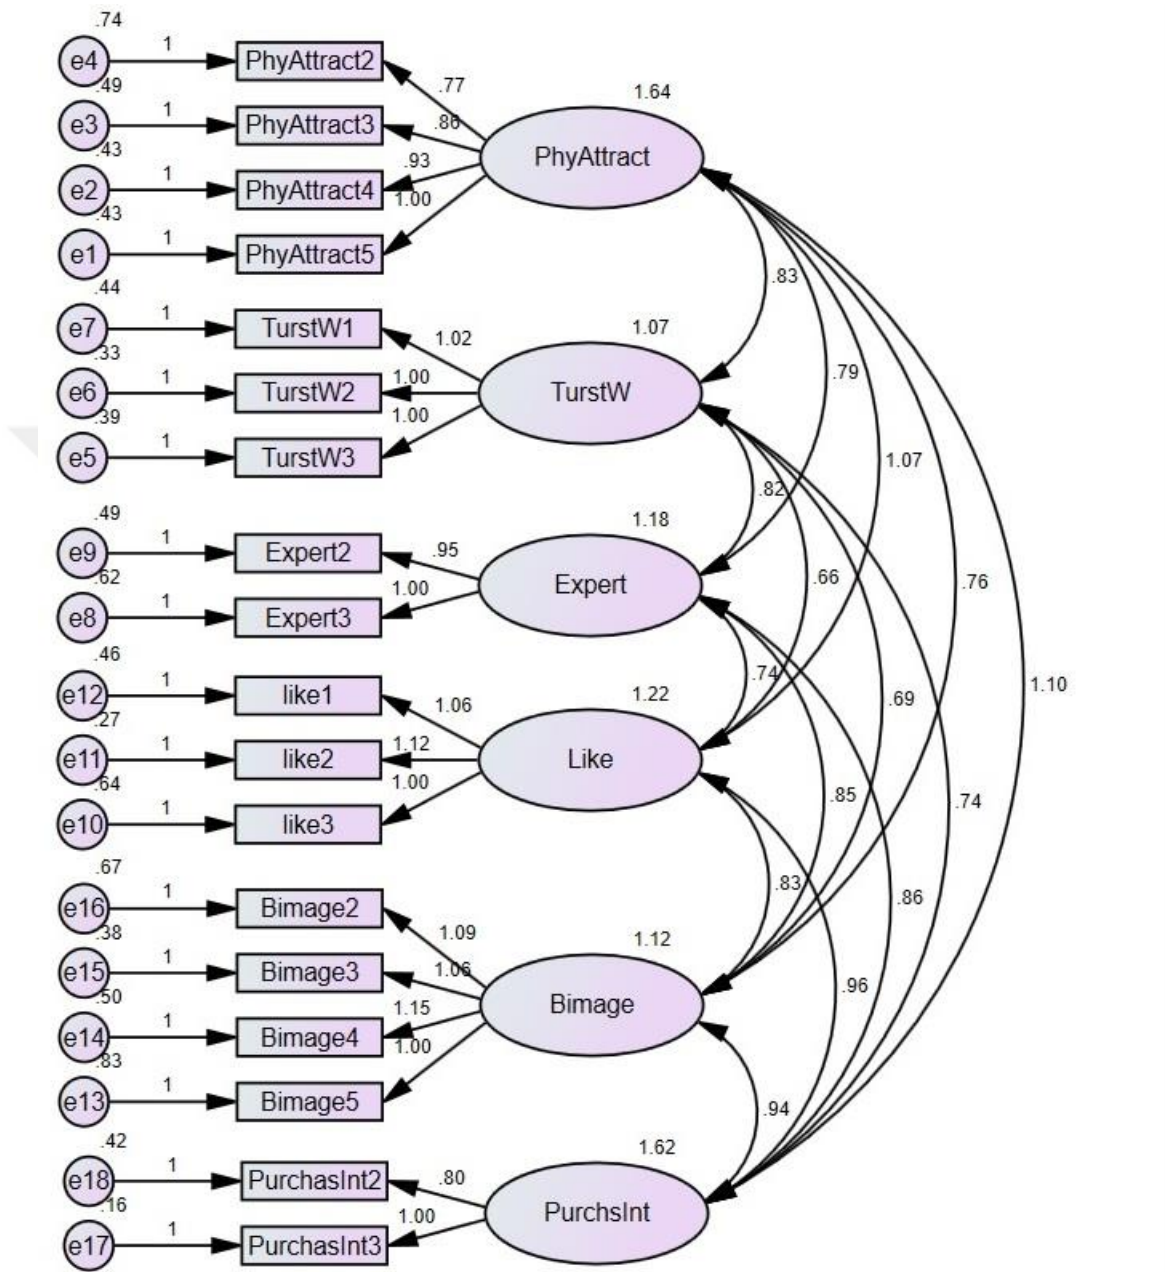 .74
e4 1 PhyAttract2 .77
.49
e3 1 PhyAttract3 .86
.43
e2 1 PhyAttract4 .93
.43
e1 1 PhyAttract5 1.00
1.64
PhyAttract
.44
e7 1 TurstW1 1.02
.33
e6 1 TurstW2 1.00
.39
e5 1 TurstW3 1.00
1.07
TurstW
.49
e9 1 Expert2 .95
.62
e8 1 Expert3 1.00
1.18
Expert
.46
e12 1 like1 1.06
.27
e11 1 like2 1.12
.64
e10 1 like3 1.00
1.22
Like
.67
e16 1 Bimage2 1.09
.38
e15 1 Bimage3 1.06
.50
e14 1 Bimage4 1.15
.83
e13 1 Bimage5 1.00
1.12
Bimage
.42
e18 1 PurchasInt2 .80
.16
e17 1 PurchasInt3 1.00
1.62
PurchsInt
.83
.79
1.07
.82
.66
.76
1.10
.74
.69
.85
.74
.83
.86
.96
.94